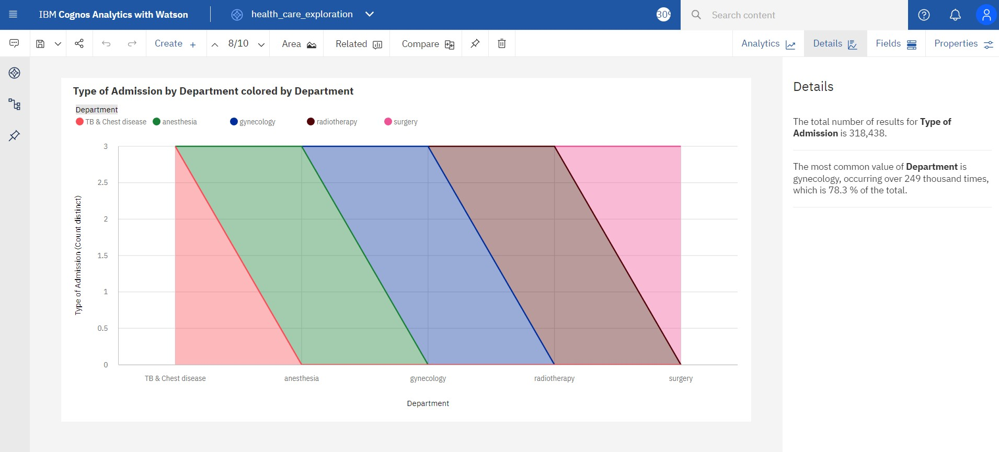 IBM Cognos Analytics with Watson
health_care_exploration
30
Search content
Create +
8/10
Area
Related
Compare
Analytics
Details
Fields
Properties
Type of Admission by Department colored by Department
Department
TB & Chest disease
anesthesia
gynecology
radiotherapy
surgery
3
2.5
2
1.5
1
0.5
0
Type of Admission (Count distinct)
TB & Chest disease
anesthesia
gynecology
radiotherapy
surgery
Department
Details
The total number of results for Type of
Admission is 318,438.
The most common value of Department is
gynecology, occurring over 249 thousand times,
which is 78.3 % of the total.